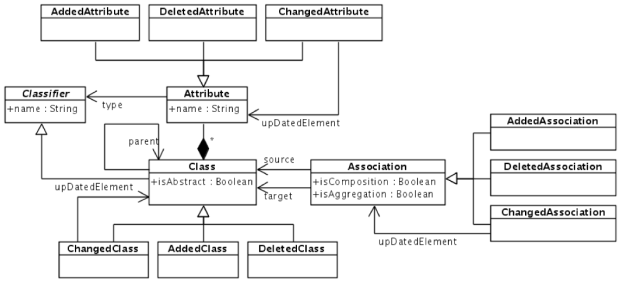 AddedAttribute
DeletedAttribute
ChangedAttribute
Classifier
+name : String
type
Attribute
+name : String
upDatedElement
*
parent
Class
+isAbstract : Boolean
source
target
Association
+isComposition : Boolean
+isAggregation : Boolean
AddedAssociation
DeletedAssociation
ChangedAssociation
upDatedElement
upDatedElement
ChangedClass
AddedClass
DeletedClass